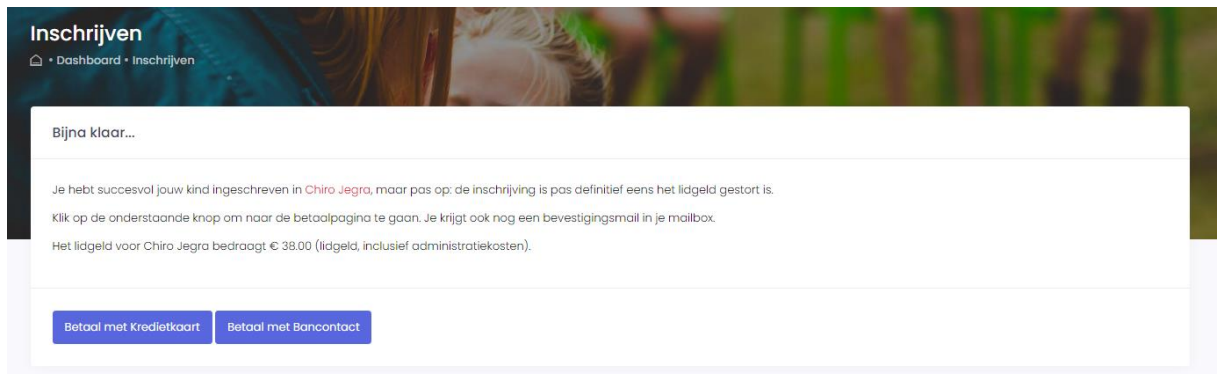 Inschrijven
• Dashboard • Inschrijven
Bijna klaar...
Je hebt succesvol jouw kind ingeschreven in Chiro Jegra, maar pas op: de inschrijving is pas definitief eens het lidgeld gestort is.
Klik op de onderstaande knop om naar de betaalpagina te gaan. Je krijgt ook nog een bevestigingsmail in je mailbox.
Het lidgeld voor Chiro Jegra bedraagt € 38.00 (lidgeld, inclusief administratiekosten).
Betaal met Kredietkaart Betaal met Bancontact